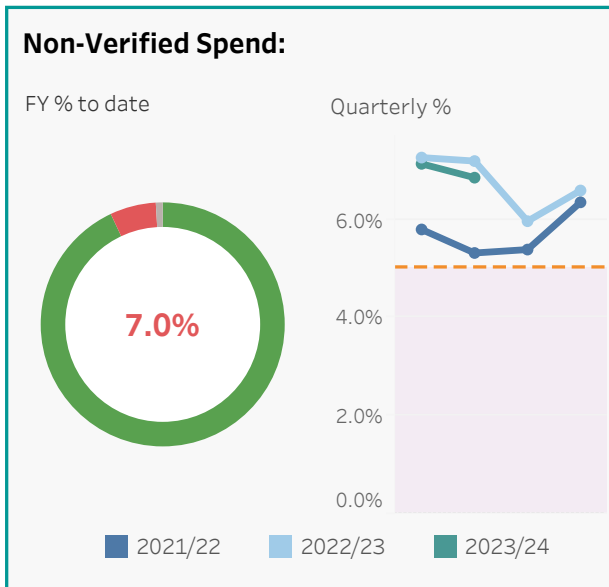 Non-Verified Spend:
FY % to date
7.0%
Quarterly %
6.0%
4.0%
2.0%
0.0%
2021/22
2022/23
2023/24